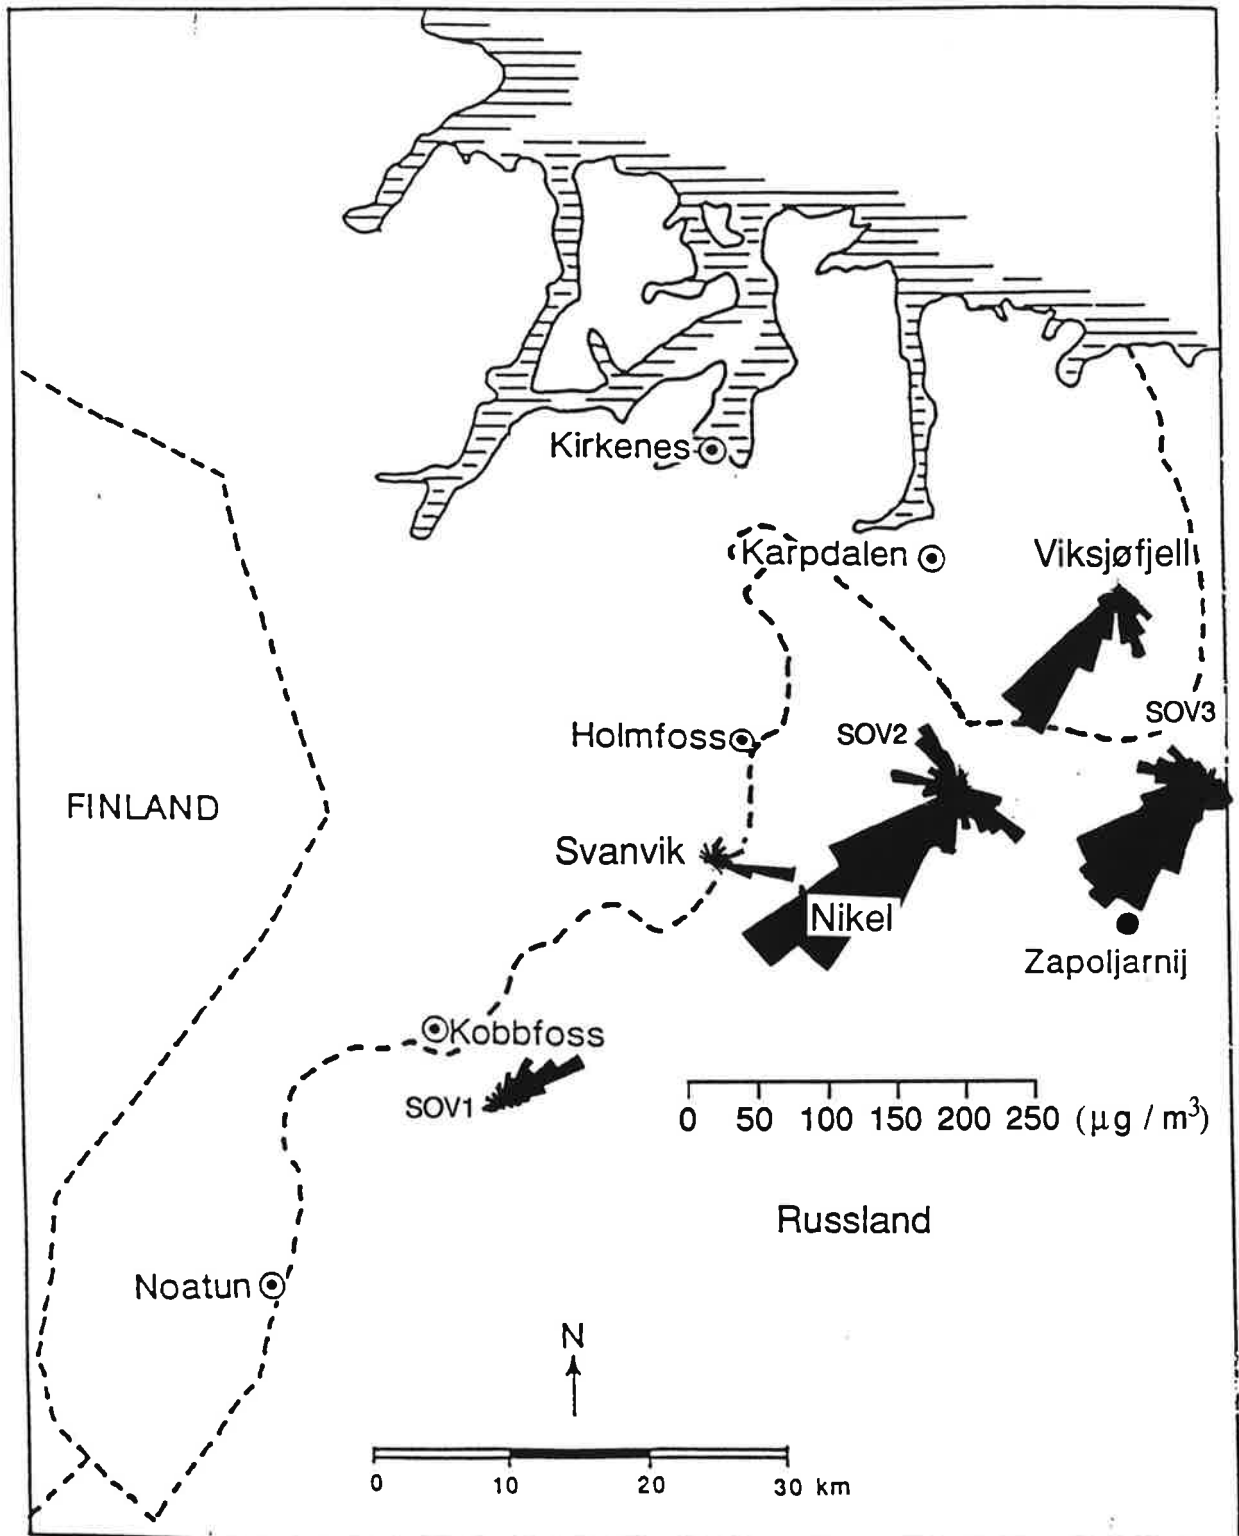 Kirkenes
Karpdalen
Viksjøfjell
SOV3
Holmfoss
SOV2
FINLAND
Svanvik
Nikel
Zapoljarnij
Kobbfoss
SOV1
0 50 100 150 200 250 (µg / m³)
Russland
Noatun
N
0 10 20 30 km